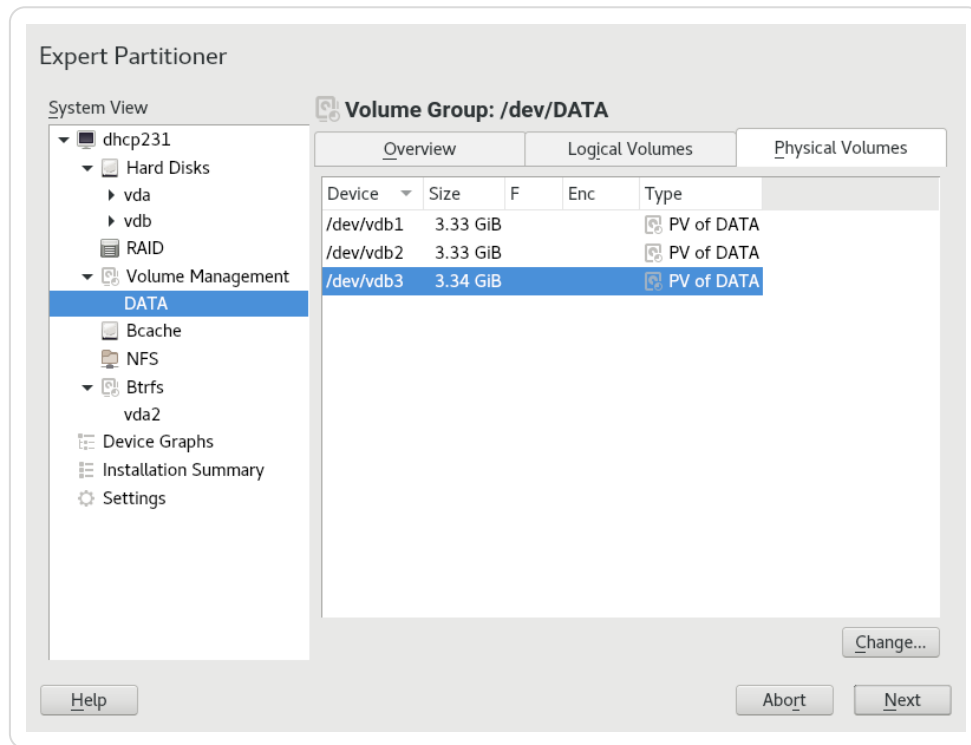 Expert Partitioner
System View
dhcp231
Hard Disks
vda
vdb
RAID
Volume Management
DATA
Bcache
NFS
Btrfs
vda2
Device Graphs
Installation Summary
Settings
Volume Group: /dev/DATA
Overview Logical Volumes Physical Volumes
Device Size F Enc Type
/dev/vdb1 3.33 GiB PV of DATA
/dev/vdb2 3.33 GiB PV of DATA
/dev/vdb3 3.34 GiB PV of DATA
Change...
Help Abort Next